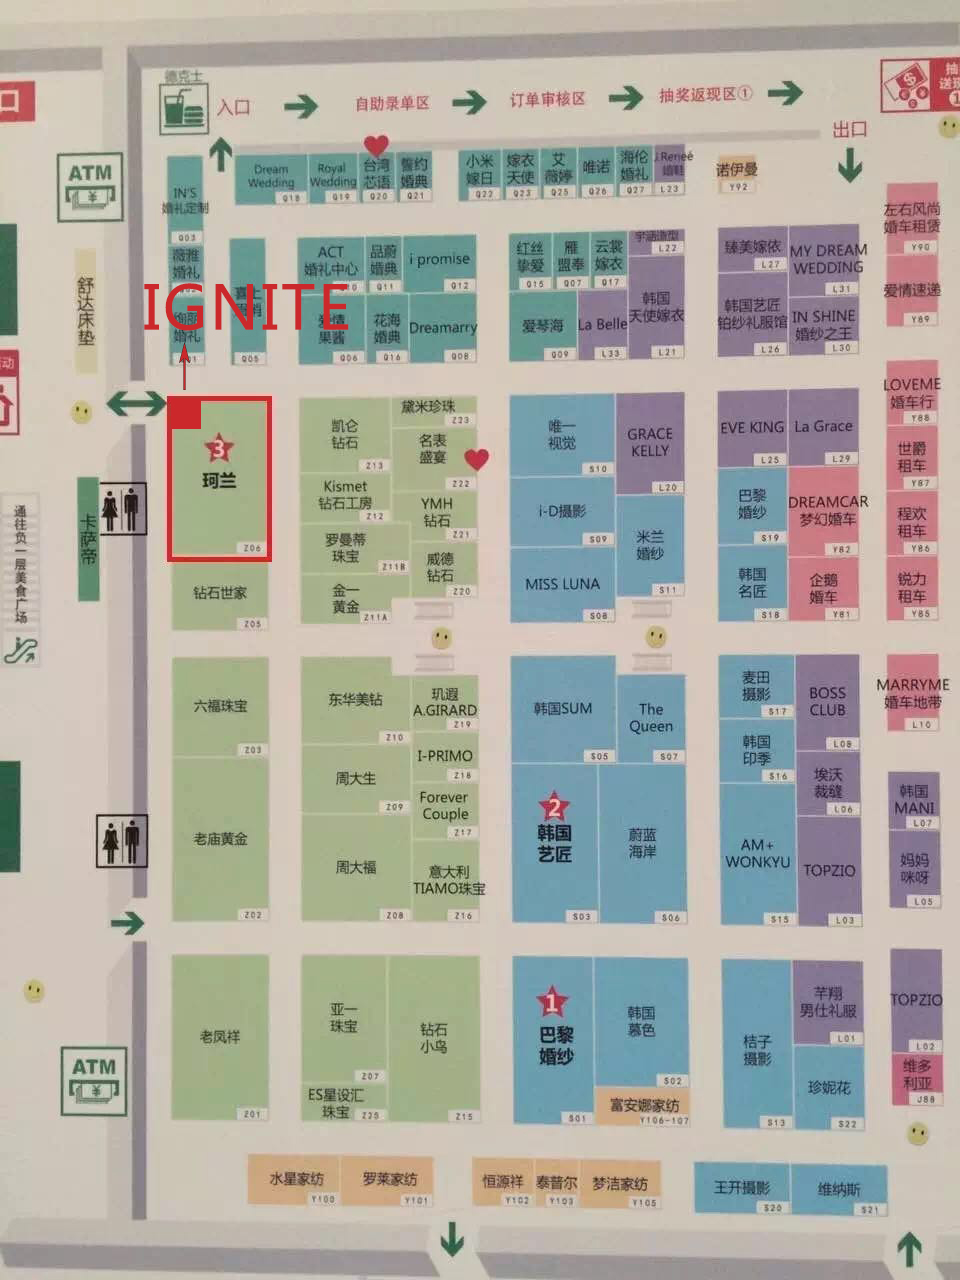 德克士
入口
自助录单区
订单审核区
抽奖返现区①
出口
抽
送现
①
口
ATM
¥
IN'S
婚礼定制
Q03
Dream
Wedding
Q18
Royal
Wedding
Q19
台湾
芯语
Q20
誓约
婚典
Q21
小米
嫁日
Q22
嫁衣
天使
Q23
艾
薇婷
Q25
唯诺
Q26
海伦
婚礼
Q27
J.Reneé
婚鞋
L23
诺伊曼
Y92
左右风尚
婚车租赁
Y90
薇雅
婚礼
Q05
ACT
婚礼中心
品蔚
婚典
Q11
i promise
Q12
红丝
挚爱
Q15
雁
盟奉
Q07
云裳
嫁衣
Q17
L22
臻美嫁依
L27
MY DREAM
WEDDING
L31
爱情速递
Y89
舒达床垫
IGNITE
婚礼
爱情
果酱
Q06
花海
婚典
Q16
Dreamarry
Q08
爱琴海
Q09
La Belle
L33
韩国
天使嫁衣
L21
韩国艺匠
铂纱礼服馆
L26
IN SHINE
婚纱之王
L30
活动
3
珂兰
Z06
凯仑
钻石
Z13
黛米珍珠
Z23
名表
盛宴
Z22
唯一
视觉
S10
GRACE
KELLY
L20
EVE KING
L25
La Grace
L29
LOVEME
婚车行
Y88
世爵
租车
Y87
Kismet
钻石工房
Z12
YMH
钻石
Z21
i-D摄影
S09
米兰
婚纱
S11
巴黎
婚纱
S19
DREAMCAR
梦幻婚车
Y82
程欢
租车
Y86
通往负一层美食广场
卡萨帝
罗曼蒂
珠宝
Z11B
威德
钻石
Z20
MISS LUNA
S08
韩国
名匠
S18
企鹅
婚车
Y81
锐力
租车
Y85
钻石世家
Z05
金一
黄金
Z11A
六福珠宝
Z03
东华美钻
Z10
玑遐
A.GIRARD
Z19
韩国SUM
S05
The
Queen
S07
麦田
摄影
S17
BOSS
CLUB
L08
MARRYME
婚车地带
L10
周大生
Z09
I-PRIMO
Z18
韩国
印季
S16
埃沃
裁缝
L06
韩国
MANI
L07
老庙黄金
Z02
周大福
Z08
Forever
Couple
Z17
意大利
TIAMO珠宝
Z16
2
韩国
艺匠
S03
蔚蓝
海岸
S06
AM+
WONKYU
S15
TOPZIO
L03
妈妈
咪呀
L05
老凤祥
Z01
亚一
珠宝
Z07
ES星设汇
珠宝
Z25
钻石
小鸟
Z15
1
巴黎
婚纱
S01
韩国
慕色
S02
富安娜家纺
Y106-107
桔子
摄影
S13
芊翔
男仕礼服
L01
珍妮花
S22
TOPZIO
L02
维多
利亚
J88
ATM
¥
水星家纺
Y100
罗莱家纺
Y101
恒源祥
Y102
泰普尔
Y103
梦洁家纺
Y105
王开摄影
S20
维纳斯
S21